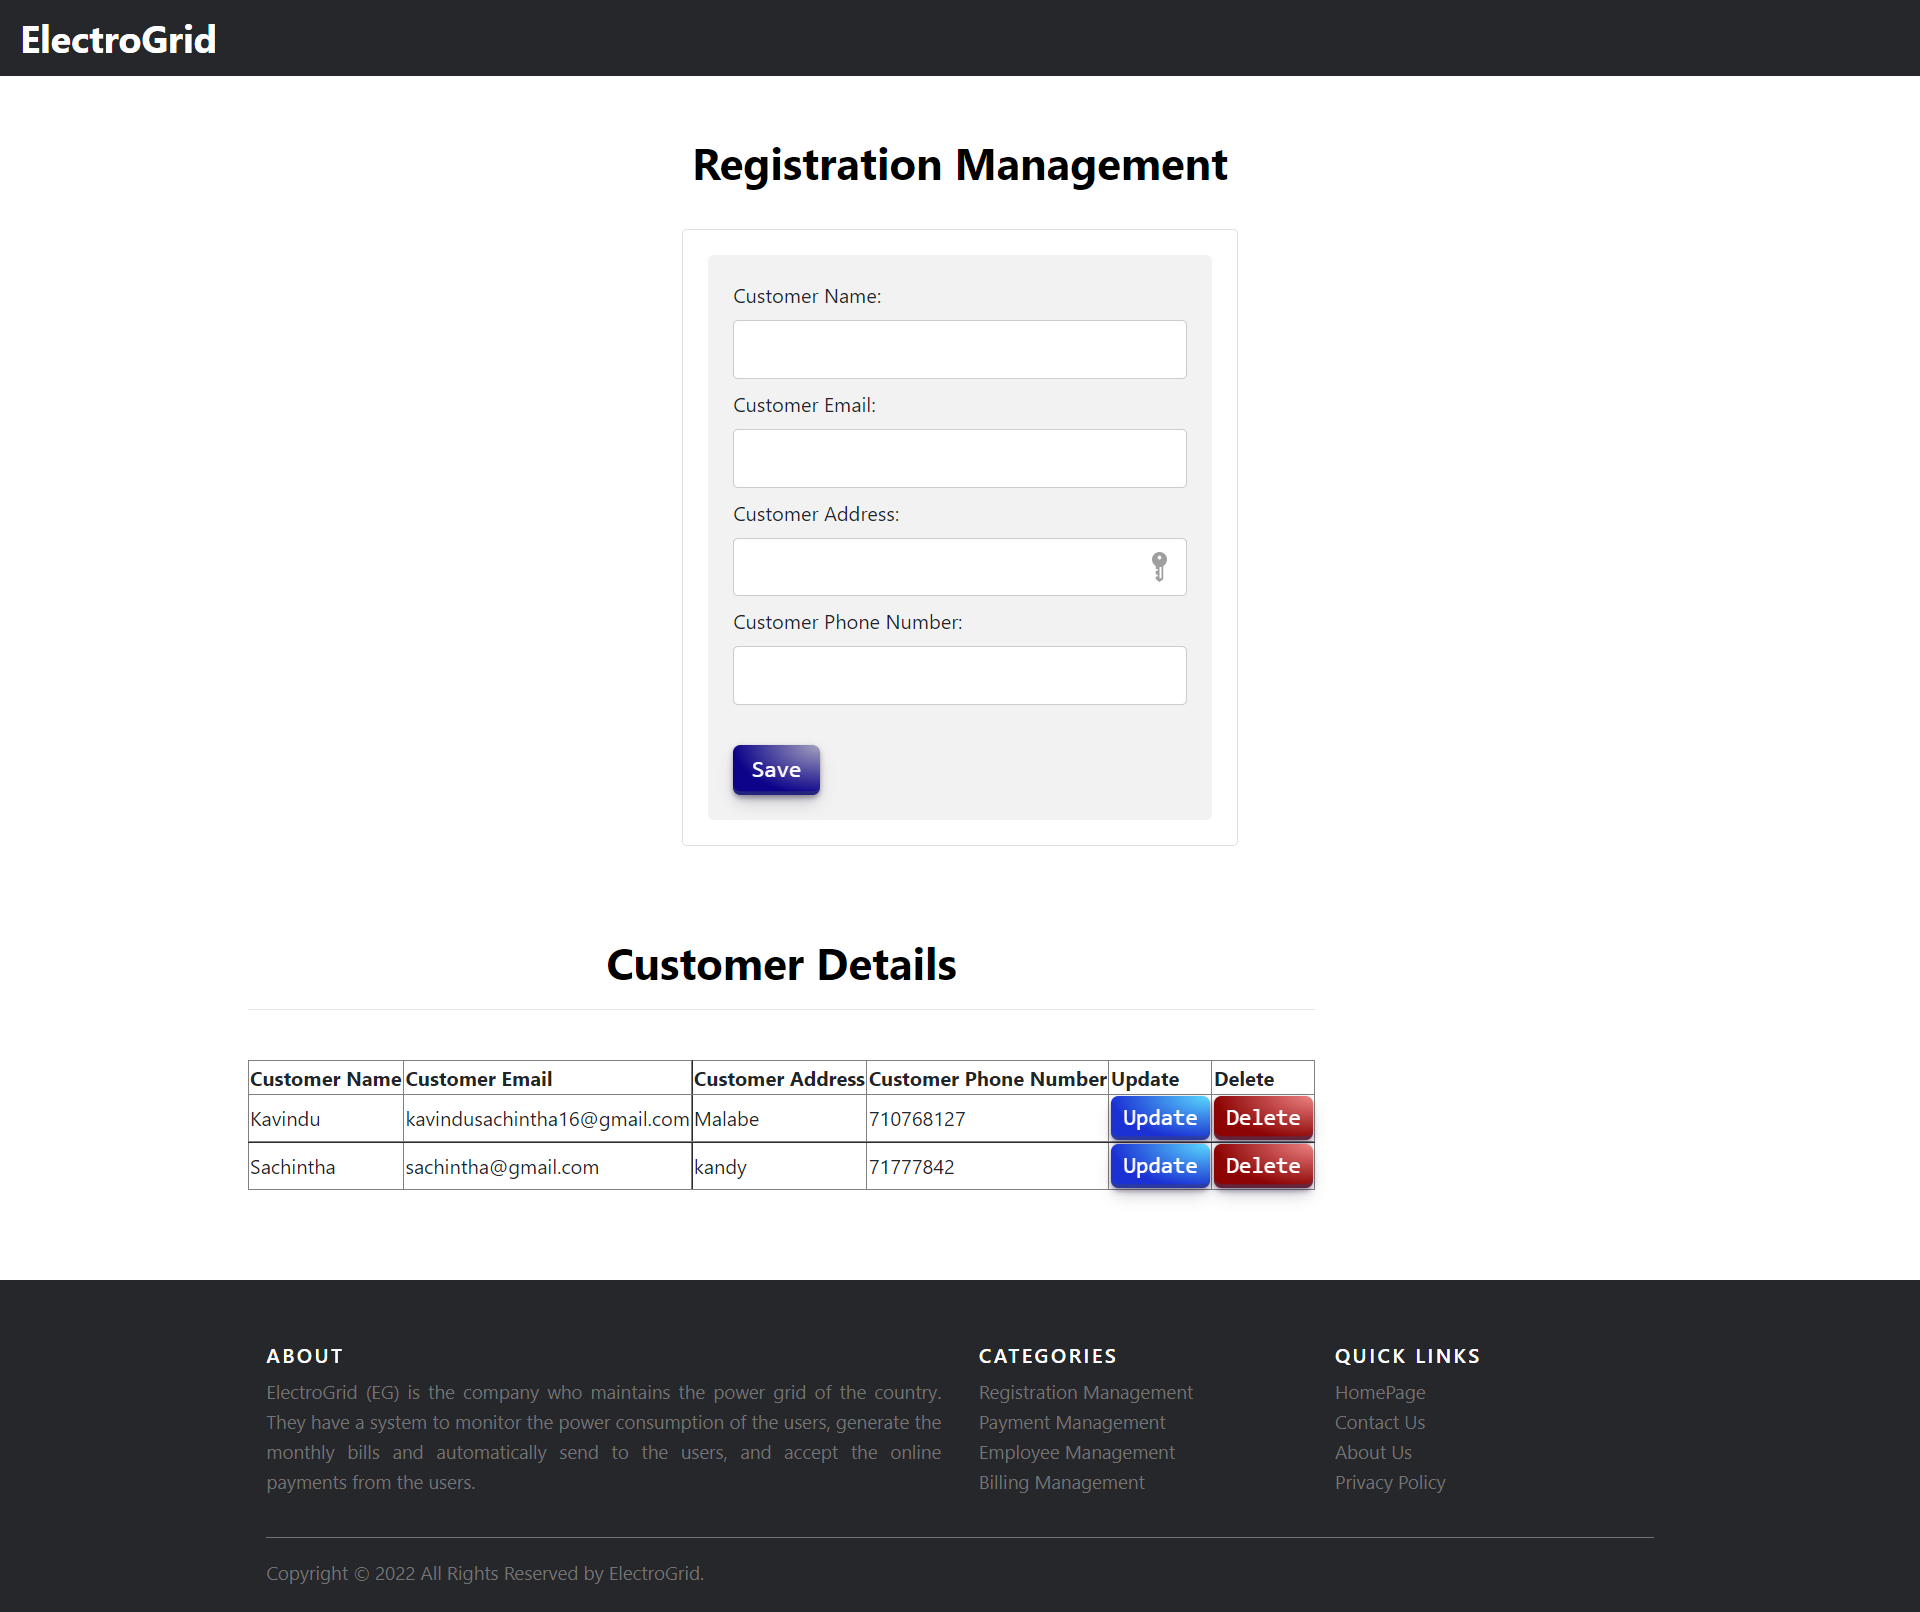 ElectroGrid
Registration Management
Customer Name:
Customer Email:
Customer Address:
Customer Phone Number:
Save
Customer Details
Customer Name Customer Email Customer Address Customer Phone Number Update Delete
Kavindu kavindusachintha16@gmail.com Malabe 710768127 Update Delete
Sachintha sachintha@gmail.com kandy 71777842 Update Delete
ABOUT
ElectroGrid (EG) is the company who maintains the power grid of the country.
They have a system to monitor the power consumption of the users, generate the
monthly bills and automatically send to the users, and accept the online
payments from the users.
CATEGORIES
Registration Management
Payment Management
Employee Management
Billing Management
QUICK LINKS
HomePage
Contact Us
About Us
Privacy Policy
Copyright © 2022 All Rights Reserved by ElectroGrid.